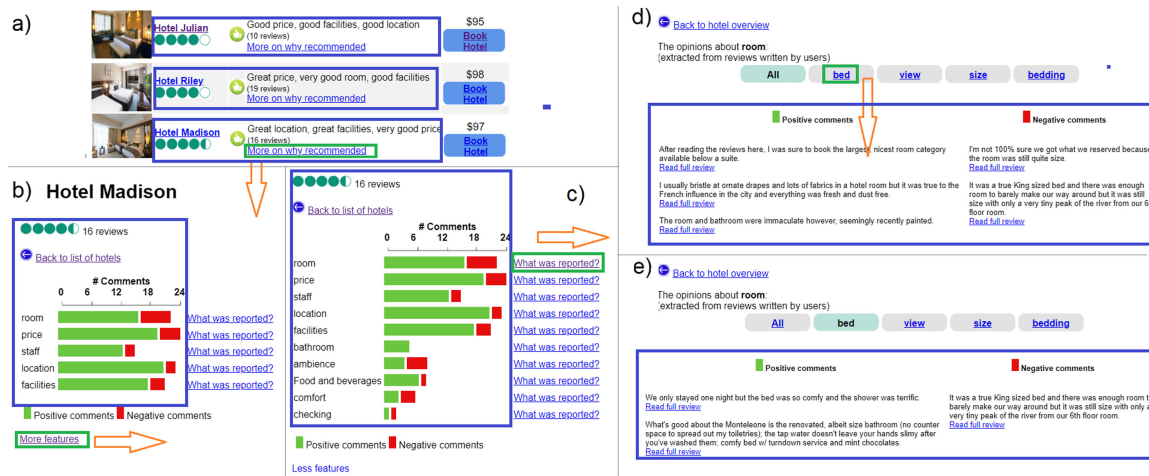 a)
Hotel Julian
Good price, good facilities, good location
(10 reviews)
More on why recommended
$95
Book
Hotel
Hotel Riley
Great price, very good room, good facilities
(19 reviews)
More on why recommended
$98
Book
Hotel
Hotel Madison
Great location, great facilities, very good price
(16 reviews)
More on why recommended
$97
Book
Hotel
b) Hotel Madison
16 reviews
Back to list of hotels
# Comments
0 6 12 18 24
room What was reported?
price What was reported?
staff What was reported?
location What was reported?
facilities What was reported?
Positive comments Negative comments
More features
c)
16 reviews
Back to list of hotels
# Comments
0 6 12 18 24
room What was reported?
price What was reported?
staff What was reported?
location What was reported?
facilities What was reported?
bathroom What was reported?
ambience What was reported?
Food and beverages What was reported?
comfort What was reported?
checking What was reported?
Positive comments Negative comments
Less features
d)
Back to hotel overview
The opinions about room:
(extracted from reviews written by users)
All bed view size bedding
Positive comments Negative comments
After reading the reviews here, I was sure to book the largest, nicest room category
available below a suite.
Read full review
I usually bristle at ornate drapes and lots of fabrics in a hotel room but it was true to the
French influence in the city and everything was fresh and dust free.
Read full review
The room and bathroom were immaculate however, seemingly recently painted.
Read full review
I'm not 100% sure we got what we reserved because
the room was still quite size.
Read full review
It was a true King sized bed and there was enough
room to barely make our way around but it was still
size with only a very tiny peak of the river from our 6th
floor room.
Read full review
e)
Back to hotel overview
The opinions about room:
(extracted from reviews written by users)
All bed view size bedding
Positive comments Negative comments
We only stayed one night but the bed was so comfy and the shower was terrific.
Read full review
What's good about the Monteleone is the renovated, albeit size bathroom (no counter
space to spread out my toiletries); the tap water doesn't leave your hands slimy after
you've washed them; comfy bed w/ turndown service and mint chocolates.
Read full review
It was a true King sized bed and there was enough room to
barely make our way around but it was still size with only a
very tiny peak of the river from our 6th floor room.
Read full review